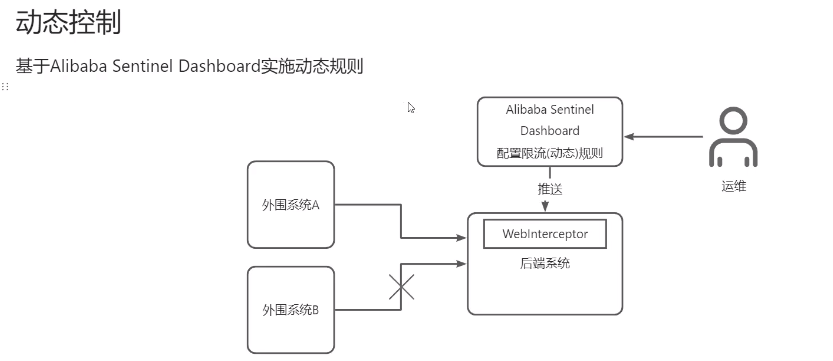 动态控制
基于Alibaba Sentinel Dashboard实施动态规则
Alibaba Sentinel
Dashboard
配置限流(动态)规则
运维
推送
外围系统A
WebInterceptor
后端系统
外围系统B